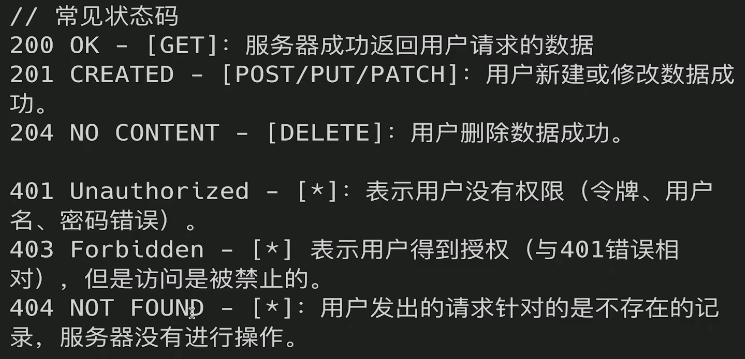 // 常见状态码
200 OK – [GET]：服务器成功返回用户请求的数据
201 CREATED – [POST/PUT/PATCH]：用户新建或修改数据成
功。
204 NO CONTENT – [DELETE]：用户删除数据成功。
401 Unauthorized – [*]：表示用户没有权限（令牌、用户
名、密码错误）。
403 Forbidden – [*] 表示用户得到授权（与401错误相
对），但是访问是被禁止的。
404 NOT FOUND – [*]：用户发出的请求针对的是不存在的记
录，服务器没有进行操作。